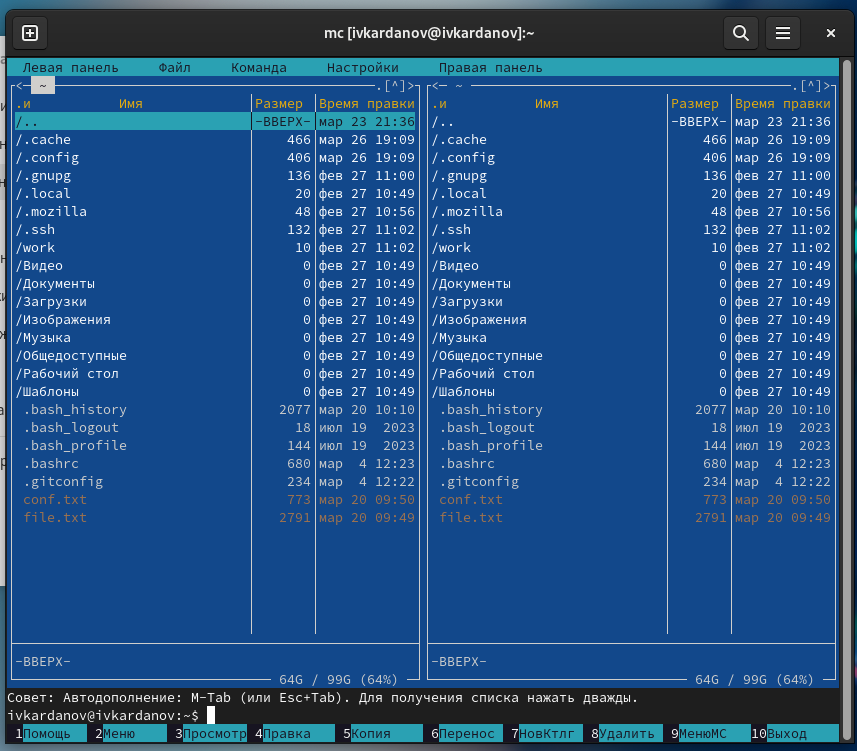 mc [ivkardanov@ivkardanov]:~
Левая панель Файл Команда Настройки Правая панель
<- ~ .[^]> <- ~ .[^]>
.и Имя Размер Время правки .и Имя Размер Время правки
/.. -ВВЕРХ- мар 23 21:36 /.. -ВВЕРХ- мар 23 21:36
/.cache 466 мар 26 19:09 /.cache 466 мар 26 19:09
/.config 406 мар 26 19:09 /.config 406 мар 26 19:09
/.gnupg 136 фев 27 11:00 /.gnupg 136 фев 27 11:00
/.local 20 фев 27 10:49 /.local 20 фев 27 10:49
/.mozilla 48 фев 27 10:56 /.mozilla 48 фев 27 10:56
/.ssh 132 фев 27 11:02 /.ssh 132 фев 27 11:02
/work 10 фев 27 11:02 /work 10 фев 27 11:02
/Видео 0 фев 27 10:49 /Видео 0 фев 27 10:49
/Документы 0 фев 27 10:49 /Документы 0 фев 27 10:49
/Загрузки 0 фев 27 10:49 /Загрузки 0 фев 27 10:49
/Изображения 0 фев 27 10:49 /Изображения 0 фев 27 10:49
/Музыка 0 фев 27 10:49 /Музыка 0 фев 27 10:49
/Общедоступные 0 фев 27 10:49 /Общедоступные 0 фев 27 10:49
/Рабочий стол 0 фев 27 10:49 /Рабочий стол 0 фев 27 10:49
/Шаблоны 0 фев 27 10:49 /Шаблоны 0 фев 27 10:49
.bash_history 2077 мар 20 10:10 .bash_history 2077 мар 20 10:10
.bash_logout 18 июл 19 2023 .bash_logout 18 июл 19 2023
.bash_profile 144 июл 19 2023 .bash_profile 144 июл 19 2023
.bashrc 680 мар 4 12:23 .bashrc 680 мар 4 12:23
.gitconfig 234 мар 4 12:22 .gitconfig 234 мар 4 12:22
conf.txt 773 мар 20 09:50 conf.txt 773 мар 20 09:50
file.txt 2791 мар 20 09:49 file.txt 2791 мар 20 09:49
-ВВЕРХ- -ВВЕРХ-
64G / 99G (64%) 64G / 99G (64%)
Совет: Автодополнение: M-Tab (или Esc+Tab). Для получения списка нажать дважды.
ivkardanov@ivkardanov:~$
1Помощь 2Меню 3Просмотр 4Правка 5Копия 6Перенос 7НовКтлг 8Удалить 9МенюМС 10Выход